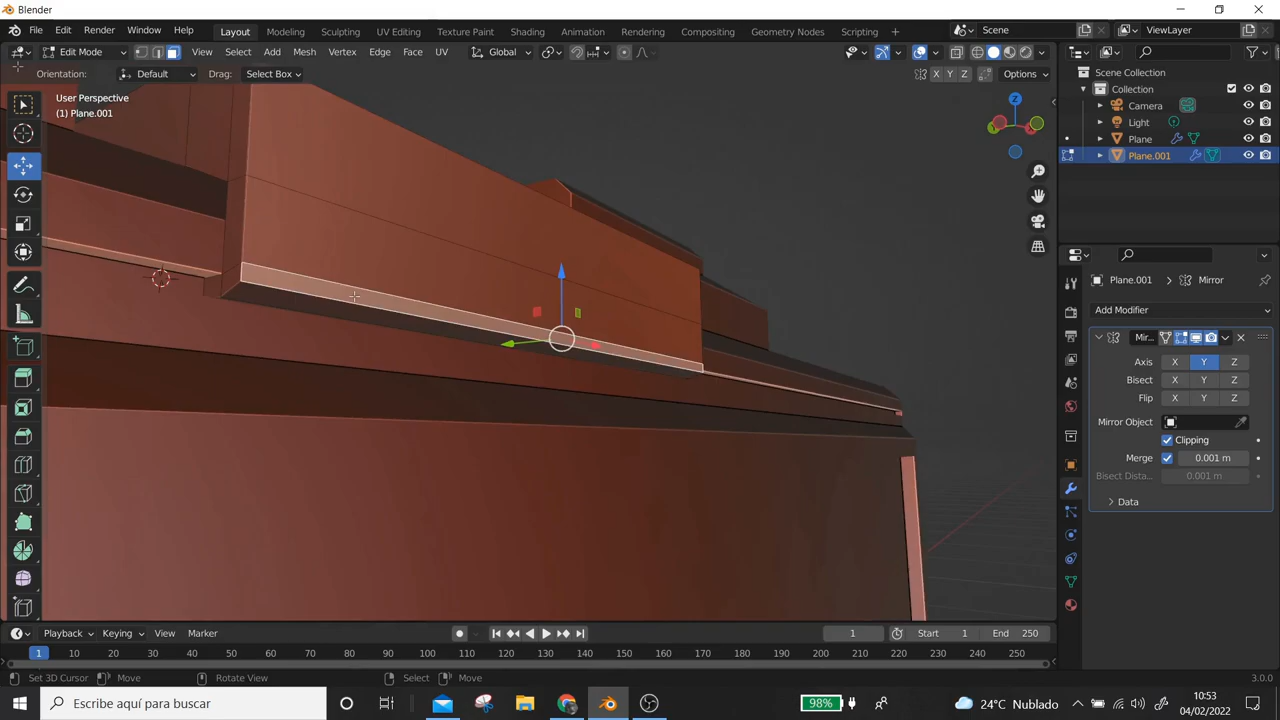 Blender
File Edit Render Window Help
Layout Modeling Sculpting UV Editing Texture Paint Shading Animation Rendering Compositing Geometry Nodes Scripting
Scene
ViewLayer
Edit Mode View Select Add Mesh Vertex Edge Face UV Global
Orientation: Default Drag: Select Box
X Y Z
Options
User Perspective
(1) Plane.001
Z
Scene Collection
Collection
Camera
Light
Plane
Plane.001
Plane.001 Mirror
Add Modifier
Mir...
Axis X Y Z
Bisect X Y Z
Flip X Y Z
Mirror Object
Clipping
Merge 0.001 m
Bisect Dista... 0.001 m
Data
Playback Keying View Marker
1 Start 1 End 250
1 10 20 30 40 50 60 70 80 90 100 110 120 130 140 150 160 170 180 190 200 210 220 230 240 250
Set 3D Cursor Move Rotate View Select Move
3.0.0
Escribe aquí para buscar
98%
24°C Nublado
10:53
04/02/2022